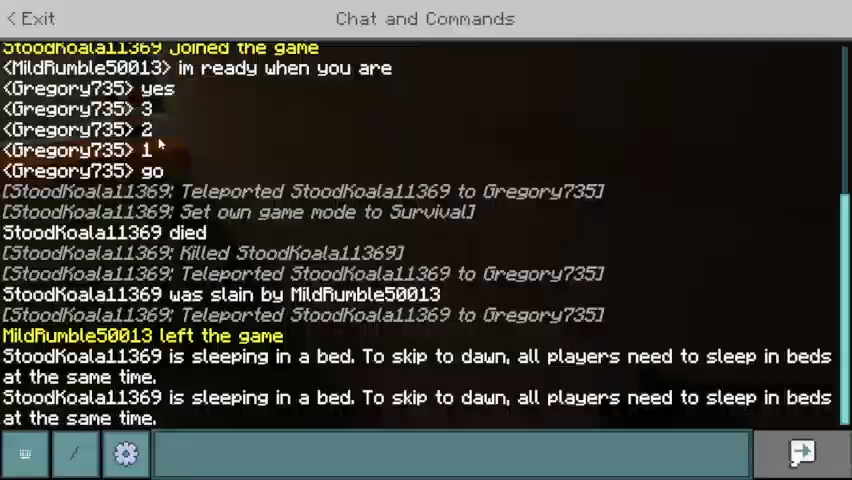 < Exit
Chat and Commands
StoodKoala11369 joined the game
<MildRumble50013> im ready when you are
<Gregory735> yes
<Gregory735> 3
<Gregory735> 2
<Gregory735> 1
<Gregory735> go
[StoodKoala11369: Teleported StoodKoala11369 to Gregory735]
[StoodKoala11369: Set own game mode to Survival]
StoodKoala11369 died
[StoodKoala11369: Killed StoodKoala11369]
[StoodKoala11369: Teleported StoodKoala11369 to Gregory735]
StoodKoala11369 was slain by MildRumble50013
[StoodKoala11369: Teleported StoodKoala11369 to Gregory735]
MildRumble50013 left the game
StoodKoala11369 is sleeping in a bed. To skip to dawn, all players need to sleep in beds
at the same time.
StoodKoala11369 is sleeping in a bed. To skip to dawn, all players need to sleep in beds
at the same time.
/